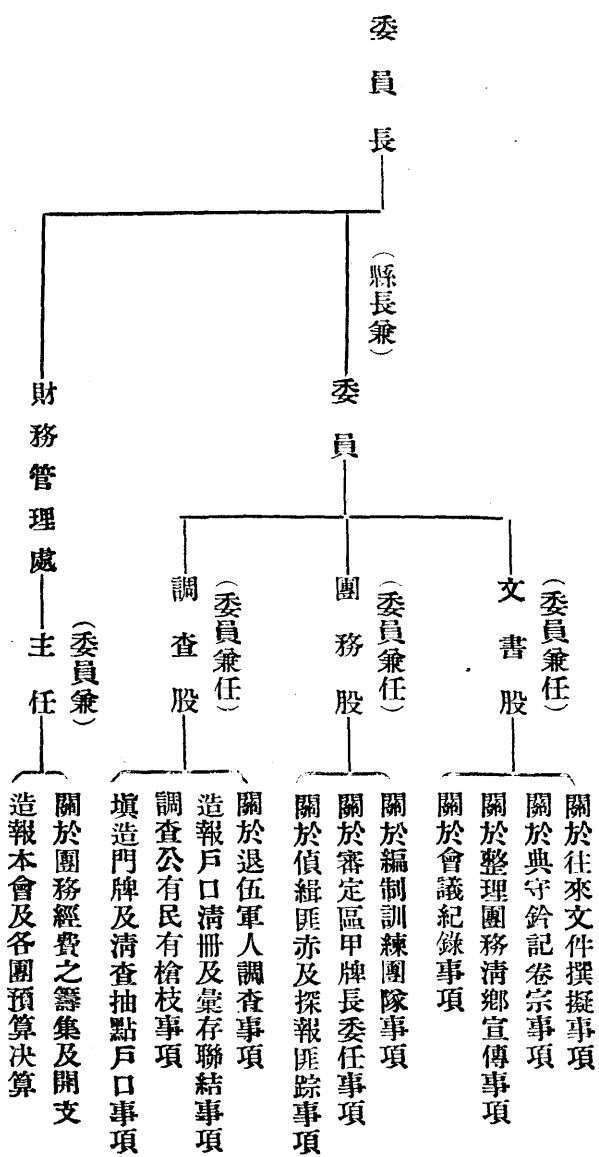 委員長
（縣長兼）
委員
（委員兼任）
文書股
關於往來文件撰擬事項
關於典守鈐記卷宗事項
關於整理團務淸鄉宣傳事項
關於會議紀錄事項
（委員兼任）
團務股
關於編制訓練團隊事項
關於審定區甲牌長委任事項
關於偵緝匪赤及探報匪踪事項
（委員兼任）
調查股
關於退伍軍人調查事項
造報戶口淸冊及彙存聯結事項
調查公有民有槍枝事項
塡造門牌及淸查抽點戶口事項
財務管理處
（委員兼）
主任
關於團務經費之籌集及開支
造報本會及各團預算決算